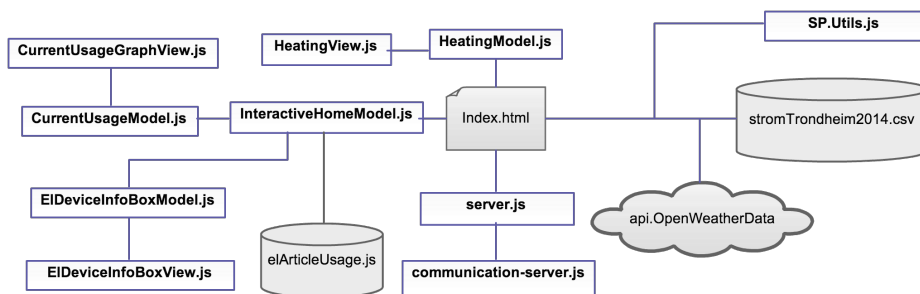 SP.Utils.js
CurrentUsageGraphView.js
HeatingView.js
HeatingModel.js
CurrentUsageModel.js
InteractiveHomeModel.js
Index.html
stromTrondheim2014.csv
ElDeviceInfoBoxModel.js
server.js
api.OpenWeatherData
elArticleUsage.js
ElDeviceInfoBoxView.js
communication-server.js